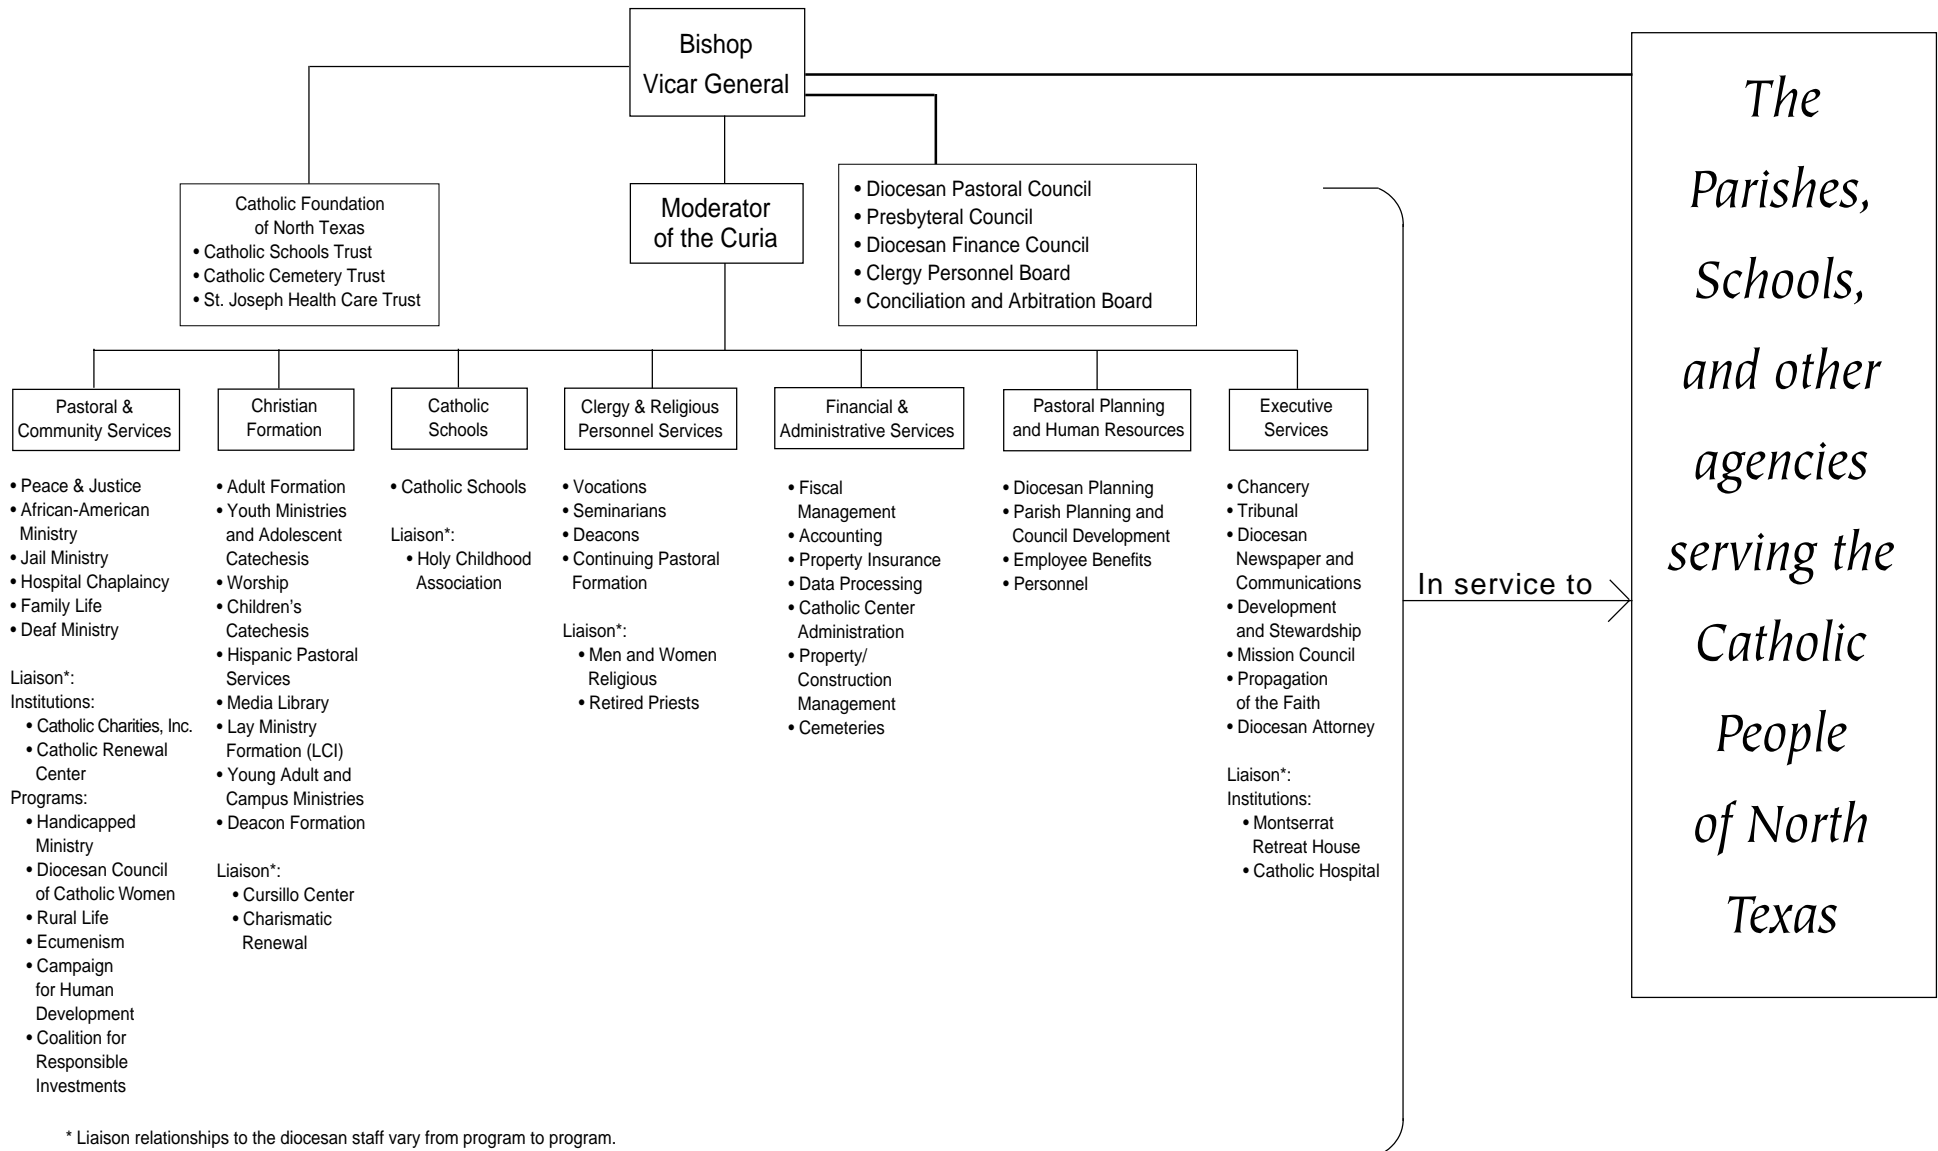 Bishop
Vicar General
Catholic Foundation
of North Texas
• Catholic Schools Trust
• Catholic Cemetery Trust
• St. Joseph Health Care Trust
Moderator
of the Curia
• Diocesan Pastoral Council
• Presbyteral Council
• Diocesan Finance Council
• Clergy Personnel Board
• Conciliation and Arbitration Board
Pastoral &
Community Services
• Peace & Justice
• African-American
Ministry
• Jail Ministry
• Hospital Chaplaincy
• Family Life
• Deaf Ministry
Liaison*:
Institutions:
• Catholic Charities, Inc.
• Catholic Renewal
Center
Programs:
• Handicapped
Ministry
• Diocesan Council
of Catholic Women
• Rural Life
• Ecumenism
• Campaign
for Human
Development
• Coalition for
Responsible
Investments
Christian
Formation
• Adult Formation
• Youth Ministries
and Adolescent
Catechesis
• Worship
• Children's
Catechesis
• Hispanic Pastoral
Services
• Media Library
• Lay Ministry
Formation (LCI)
• Young Adult and
Campus Ministries
• Deacon Formation
Liaison*:
• Cursillo Center
• Charismatic
Renewal
Catholic
Schools
• Catholic Schools
Liaison*:
• Holy Childhood
Association
Clergy & Religious
Personnel Services
• Vocations
• Seminarians
• Deacons
• Continuing Pastoral
Formation
Liaison*:
• Men and Women
Religious
• Retired Priests
Financial &
Administrative Services
• Fiscal
Management
• Accounting
• Property Insurance
• Data Processing
• Catholic Center
Administration
• Property/
Construction
Management
• Cemeteries
Pastoral Planning
and Human Resources
• Diocesan Planning
• Parish Planning and
Council Development
• Employee Benefits
• Personnel
Executive
Services
• Chancery
• Tribunal
• Diocesan
Newspaper and
Communications
• Development
and Stewardship
• Mission Council
• Propagation
of the Faith
• Diocesan Attorney
Liaison*:
Institutions:
• Montserrat
Retreat House
• Catholic Hospital
In service to
The
Parishes,
Schools,
and other
agencies
serving the
Catholic
People
of North
Texas
* Liaison relationships to the diocesan staff vary from program to program.